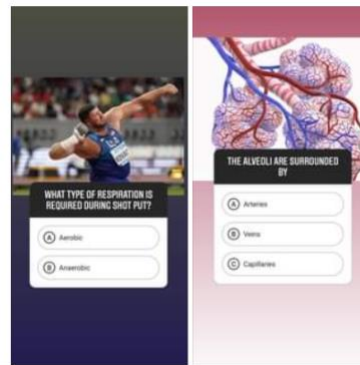 WHAT TYPE OF RESPIRATION IS
REQUIRED DURING SHOT PUT?
A Aerobic
B Anaerobic
THE ALVEOLI ARE SURROUNDED
BY
A Arteries
B Veins
C Capillaries